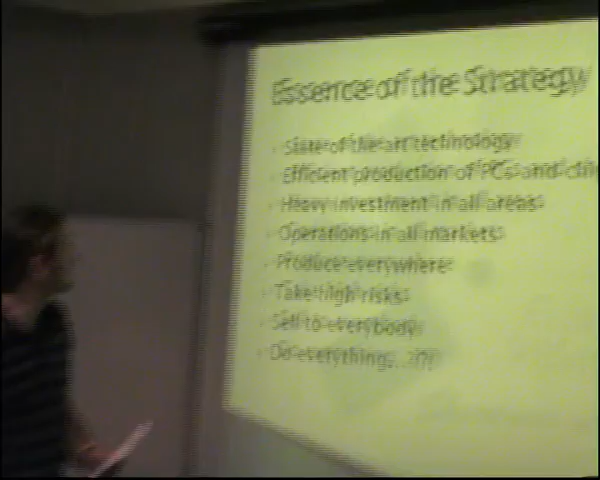 Essence of the Strategy
State of the art technology
Efficient production of PCs and
Heavy investment in all areas
Operations in all markets
Produce everywhere
Take high risks
Sell to everybody
Do everything...!?!